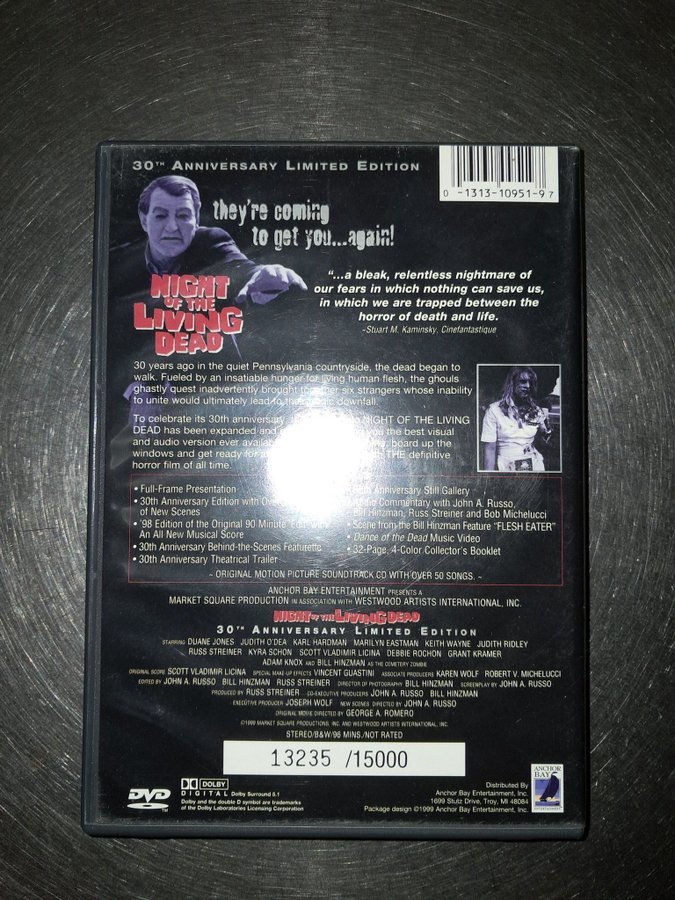 30TH ANNIVERSARY LIMITED EDITION
0 -1313-10951-9 7
they're coming
to get you...again!
"...a bleak, relentless nightmare of
our fears in which nothing can save us,
in which we are trapped between the
horror of death and life.
-Stuart M. Kaminsky, Cinefantastique
NIGHT
OF THE
LIVING
DEAD
30 years ago in the quiet Pennsylvania countryside, the dead began to
walk. Fueled by an insatiable hunger for living human flesh, the ghouls
ghastly quest inadvertently brought together six strangers whose inability
to unite would ultimately lead to their downfall.
To celebrate its 30th anniversary NIGHT OF THE LIVING
DEAD has been expanded and you the best visual
and audio version ever board up the
windows and get ready for THE definitive
horror film of all time.
• Full-Frame Presentation
• 30th Anniversary Edition with
of New Scenes
• '98 Edition of the Original 90 Minute with
An All New Musical Score
• 30th Anniversary Behind-the-Scenes Featurette
• 30th Anniversary Theatrical Trailer
Anniversary Still Gallery
Commentary with John A. Russo,
Bill Hinzman, Russ Streiner and Bob Michelucci
• Scene from the Bill Hinzman Feature "FLESH EATER"
• Dance of the Dead Music Video
• 32-Page, 4-Color Collector's Booklet
~ ORIGINAL MOTION PICTURE SOUNDTRACK CD WITH OVER 50 SONGS. ~
ANCHOR BAY ENTERTAINMENT PRESENTS A
MARKET SQUARE PRODUCTION IN ASSOCIATION WITH WESTWOOD ARTISTS INTERNATIONAL, INC.
NIGHT OF THE LIVING DEAD
30TH ANNIVERSARY LIMITED EDITION
STARRING DUANE JONES JUDITH O'DEA KARL HARDMAN MARILYN EASTMAN KEITH WAYNE JUDITH RIDLEY
RUSS STREINER KYRA SCHON SCOTT VLADIMIR LICINA DEBBIE ROCHON GRANT KRAMER
ADAM KNOX AND BILL HINZMAN AS THE CEMETERY ZOMBIE
ORIGINAL SCORE SCOTT VLADIMIR LICINA SPECIAL MAKE-UP EFFECTS VINCENT GUASTINI ASSOCIATE PRODUCERS KAREN WOLF ROBERT V. MICHELUCCI
EDITED BY JOHN A. RUSSO BILL HINZMAN RUSS STREINER DIRECTOR OF PHOTOGRAPHY BILL HINZMAN SCREENPLAY BY JOHN A. RUSSO
PRODUCED BY RUSS STREINER CO-EXECUTIVE PRODUCERS JOHN A. RUSSO BILL HINZMAN
EXECUTIVE PRODUCER JOSEPH WOLF NEW SCENES DIRECTED BY JOHN A. RUSSO
ORIGINAL MOVIE DIRECTED BY GEORGE A. ROMERO
©1999 MARKET SQUARE PRODUCTIONS, INC. AND WESTWOOD ARTISTS INTERNATIONAL, INC.
STEREO/B&W/96 MINS./NOT RATED
13235 /15000
DVD
DOLBY
DIGITAL Dolby Surround 5.1
Dolby and the double D symbol are trademarks
of the Dolby Laboratories Licensing Corporation
Distributed By
Anchor Bay Entertainment, Inc.
1699 Stutz Drive, Troy, MI 48084
Package design ©1999 Anchor Bay Entertainment, Inc.
ANCHOR
BAY
ENTERTAINMENT